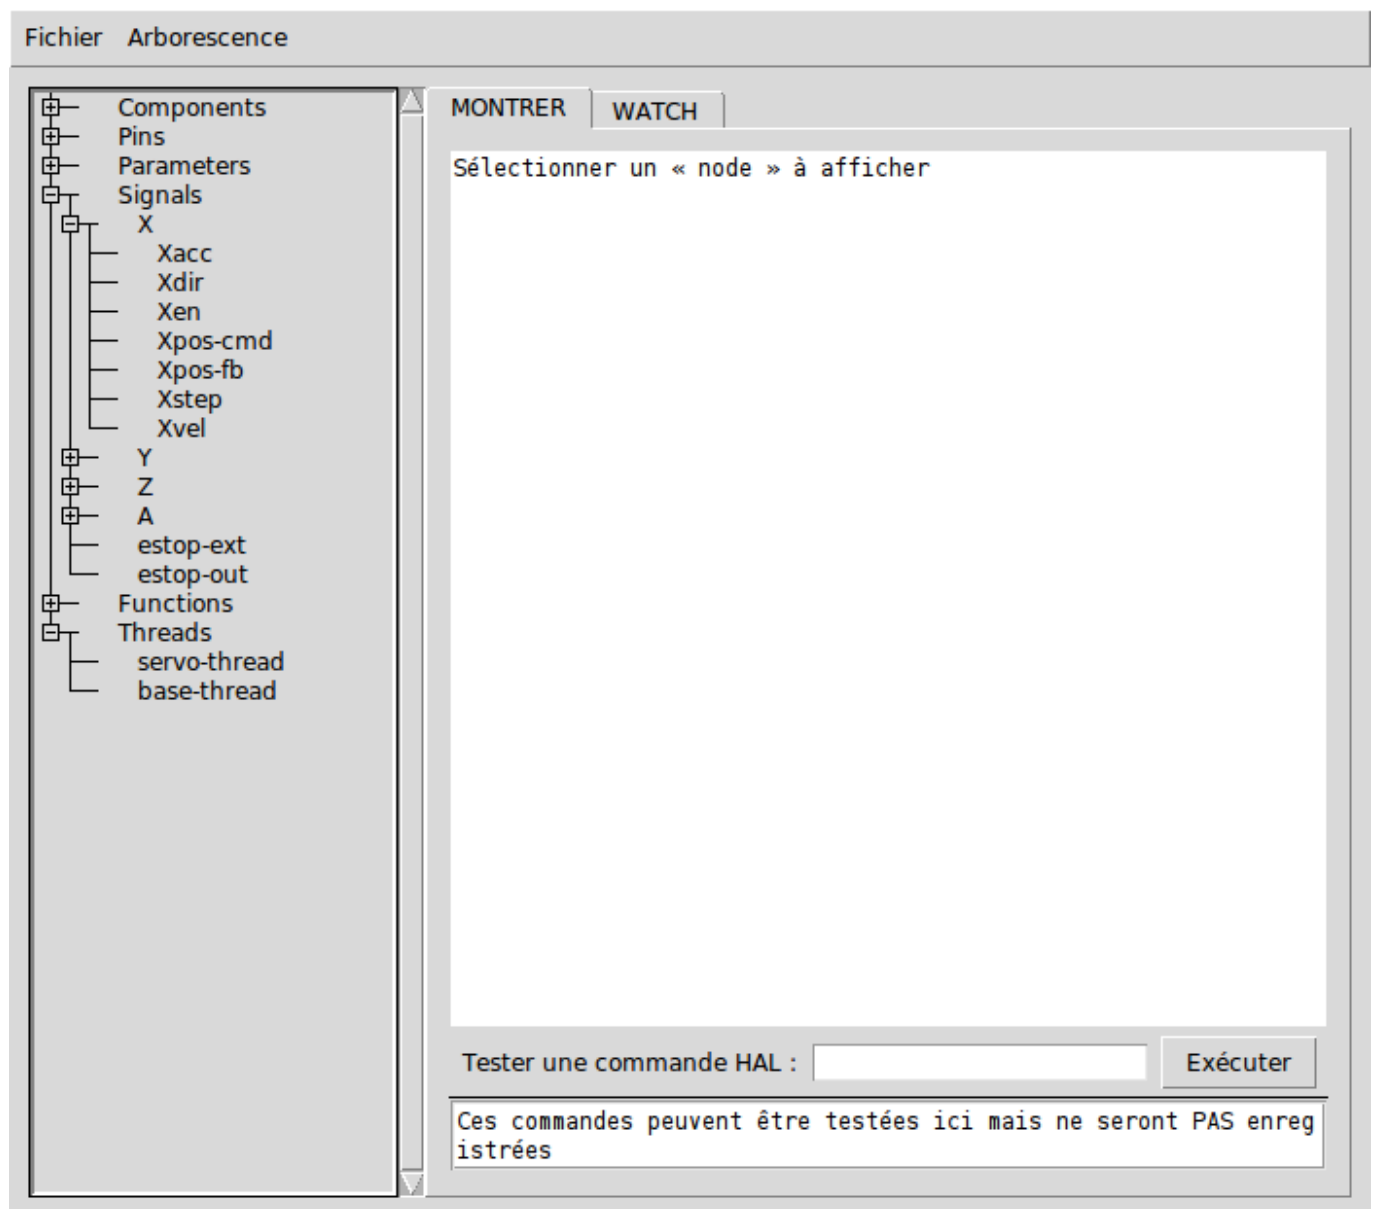 Fichier Arborescence
Components
Pins
Parameters
Signals
X
Xacc
Xdir
Xen
Xpos-cmd
Xpos-fb
Xstep
Xvel
Y
Z
A
estop-ext
estop-out
Functions
Threads
servo-thread
base-thread
MONTRER WATCH
Sélectionner un « node » à afficher
Tester une commande HAL : Exécuter
Ces commandes peuvent être testées ici mais ne seront PAS enreg
istrées